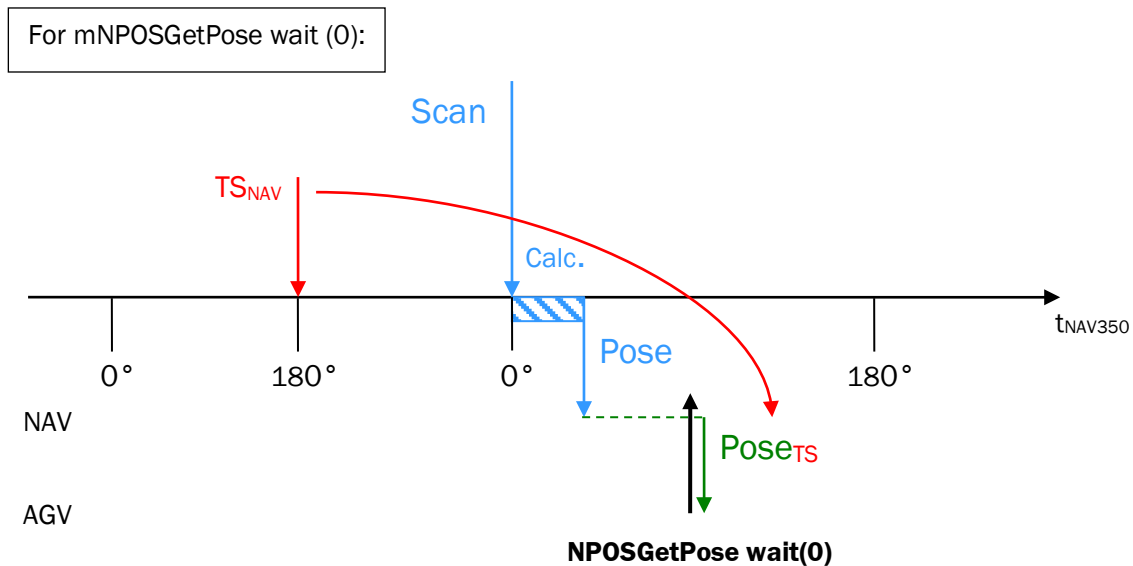 For mNPOSGetPose wait (0):
Scan
TSNAV
Calc.
tNAV350
Pose
0° 180° 0° 180°
NAV
PoseTS
AGV
NPOSGetPose wait(0)